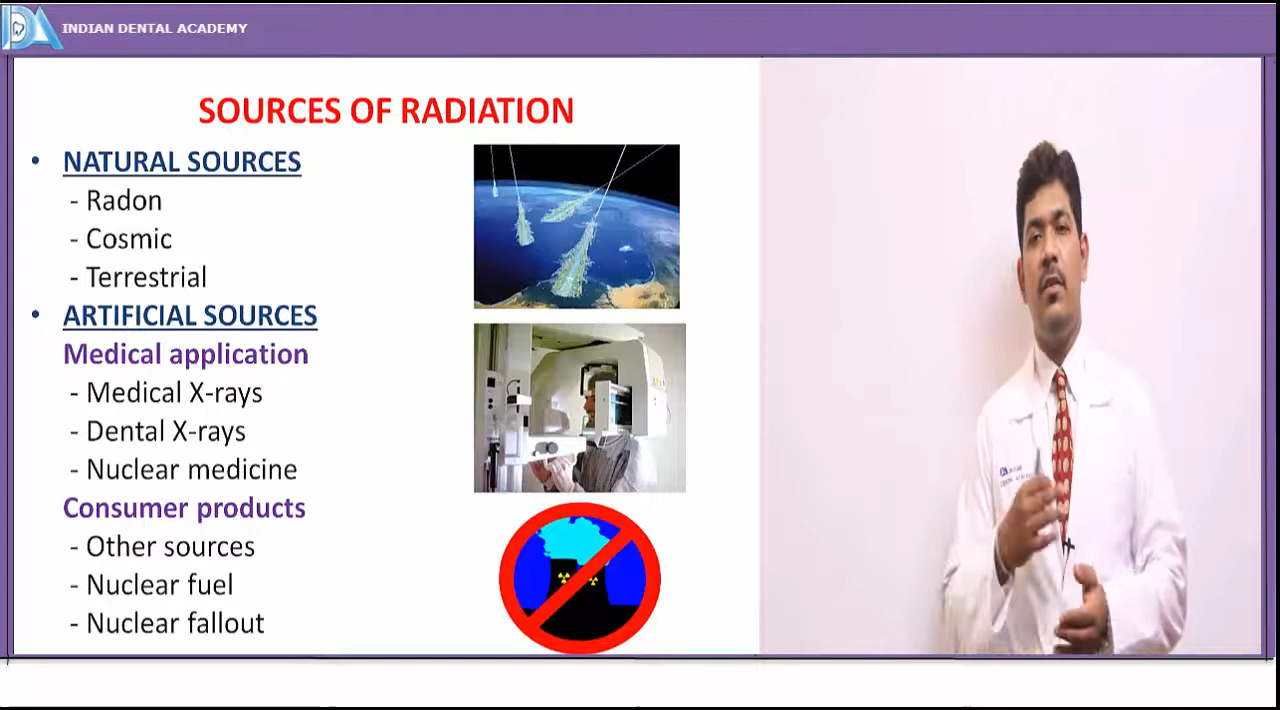 INDIAN DENTAL ACADEMY
SOURCES OF RADIATION
• NATURAL SOURCES
- Radon
- Cosmic
- Terrestrial
• ARTIFICIAL SOURCES
Medical application
- Medical X-rays
- Dental X-rays
- Nuclear medicine
Consumer products
- Other sources
- Nuclear fuel
- Nuclear fallout